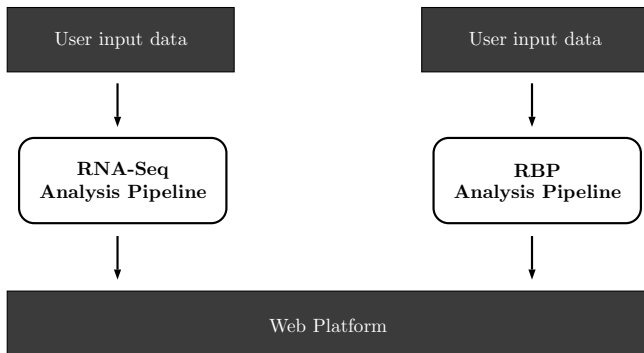 User input data
User input data
RNA-Seq
Analysis Pipeline
RBP
Analysis Pipeline
Web Platform